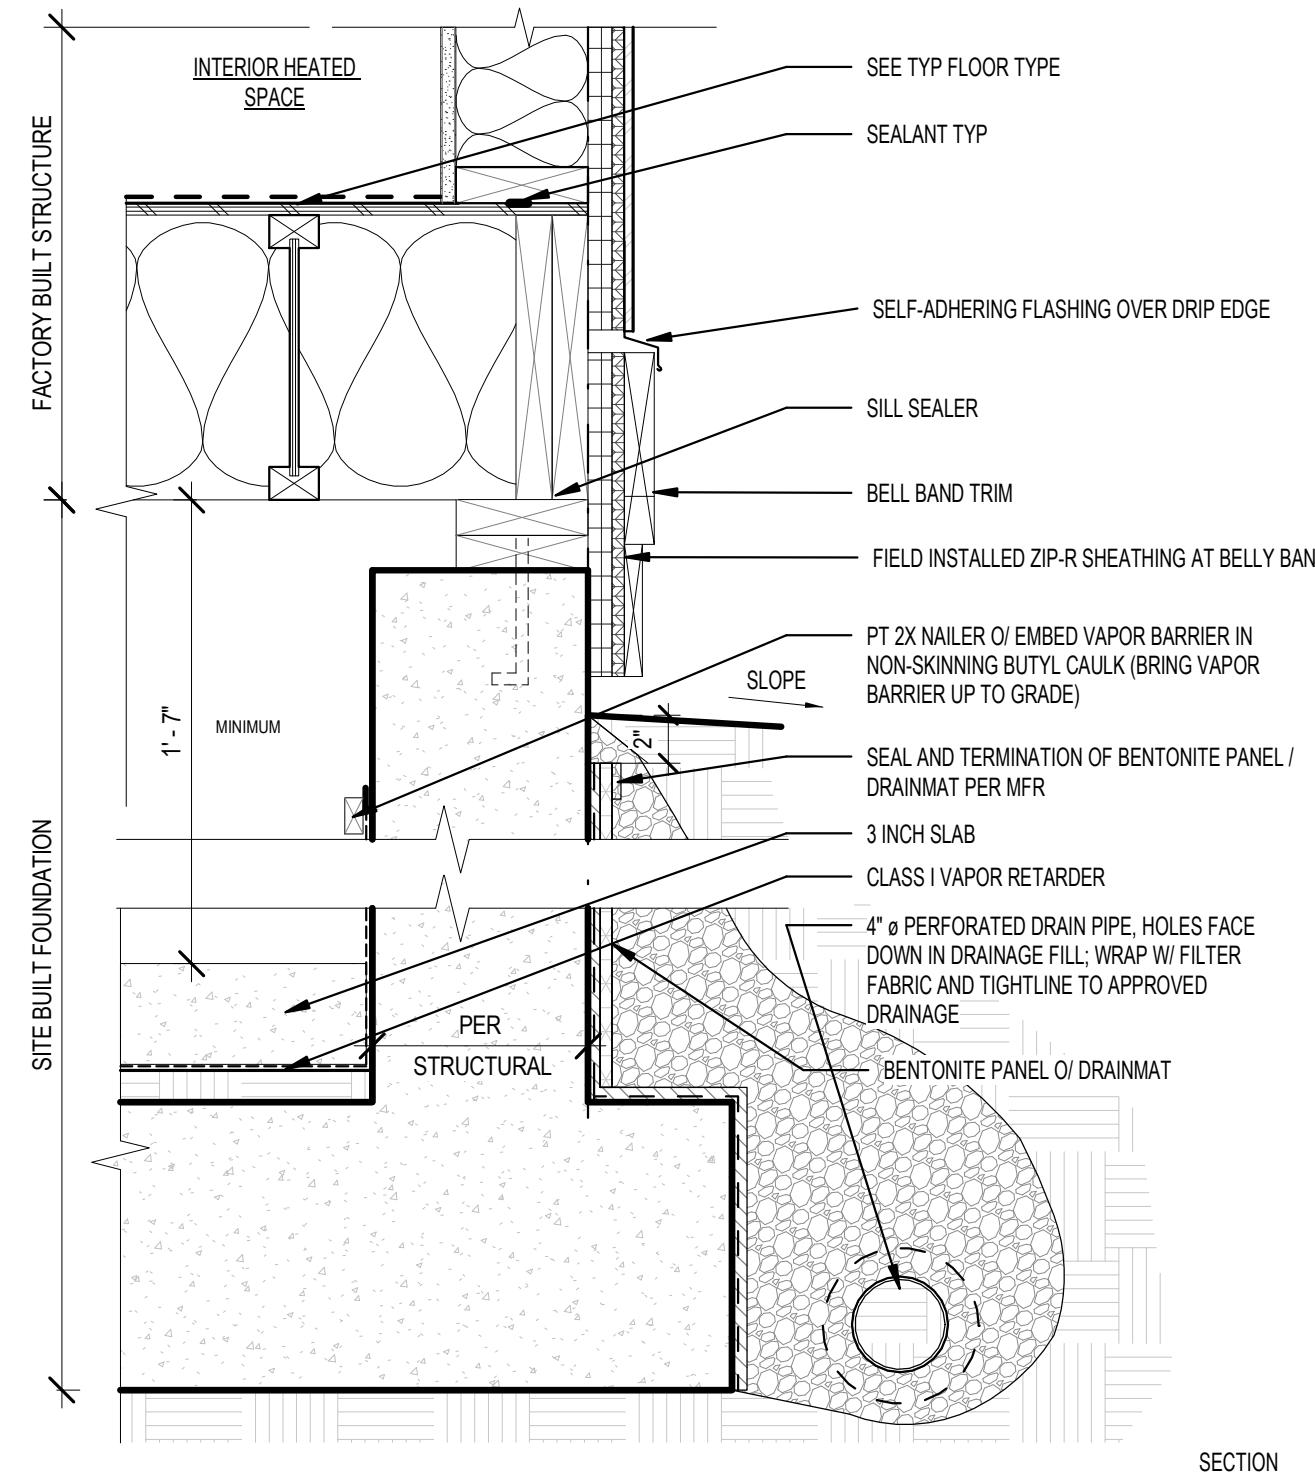 INTERIOR HEATED
SPACE
SEE TYP FLOOR TYPE
SEALANT TYP
FACTORY BUILT STRUCTURE
SELF-ADHERING FLASHING OVER DRIP EDGE
SILL SEALER
BELL BAND TRIM
FIELD INSTALLED ZIP-R SHEATHING AT BELLY BAN
PT 2X NAILER O/ EMBED VAPOR BARRIER IN
NON-SKINNING BUTYL CAULK (BRING VAPOR
BARRIER UP TO GRADE)
SLOPE
1' - 7"
MINIMUM
2"
SEAL AND TERMINATION OF BENTONITE PANEL /
DRAINMAT PER MFR
3 INCH SLAB
CLASS I VAPOR RETARDER
SITE BUILT FOUNDATION
4" ø PERFORATED DRAIN PIPE, HOLES FACE
DOWN IN DRAINAGE FILL; WRAP W/ FILTER
FABRIC AND TIGHTLINE TO APPROVED
DRAINAGE
PER
STRUCTURAL
BENTONITE PANEL O/ DRAINMAT
SECTION